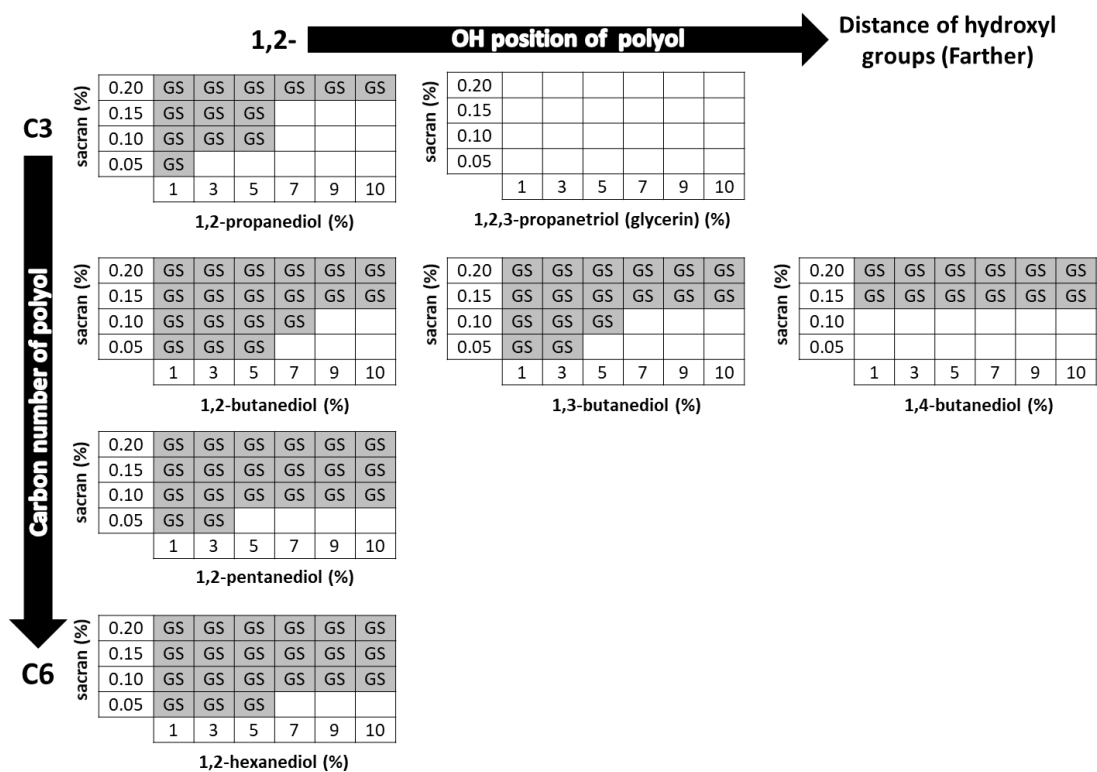 1,2-
OH position of polyol
Distance of hydroxyl
groups (Farther)
C3
Carbon number of polyol
C6
sacran (%)
0.20 GS GS GS GS GS GS
0.15 GS GS GS
0.10 GS GS GS
0.05 GS
1 3 5 7 9 10
1,2-propanediol (%)
sacran (%)
0.20
0.15
0.10
0.05
1 3 5 7 9 10
1,2,3-propanetriol (glycerin) (%)
sacran (%)
0.20 GS GS GS GS GS GS
0.15 GS GS GS GS GS GS
0.10 GS GS GS GS
0.05 GS GS GS
1 3 5 7 9 10
1,2-butanediol (%)
sacran (%)
0.20 GS GS GS GS GS GS
0.15 GS GS GS GS GS GS
0.10 GS GS GS
0.05 GS GS
1 3 5 7 9 10
1,3-butanediol (%)
sacran (%)
0.20 GS GS GS GS GS GS
0.15 GS GS GS GS GS GS
0.10
0.05
1 3 5 7 9 10
1,4-butanediol (%)
sacran (%)
0.20 GS GS GS GS GS GS
0.15 GS GS GS GS GS GS
0.10 GS GS GS GS GS GS
0.05 GS GS
1 3 5 7 9 10
1,2-pentanediol (%)
sacran (%)
0.20 GS GS GS GS GS GS
0.15 GS GS GS GS GS GS
0.10 GS GS GS GS GS GS
0.05 GS GS GS
1 3 5 7 9 10
1,2-hexanediol (%)